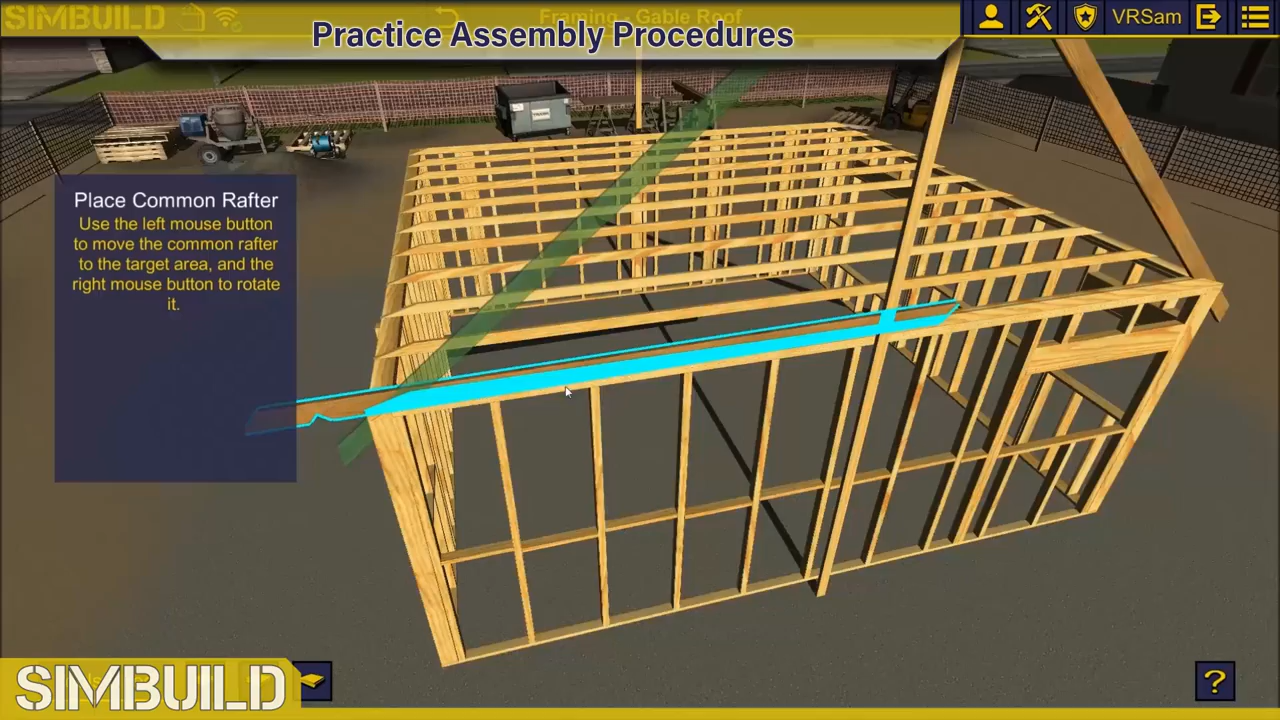 SIMBUILD
Framing - Gable Roof
VRSam
Practice Assembly Procedures
Place Common Rafter
Use the left mouse button
to move the common rafter
to the target area, and the
right mouse button to rotate
it.
SIMBUILD
?